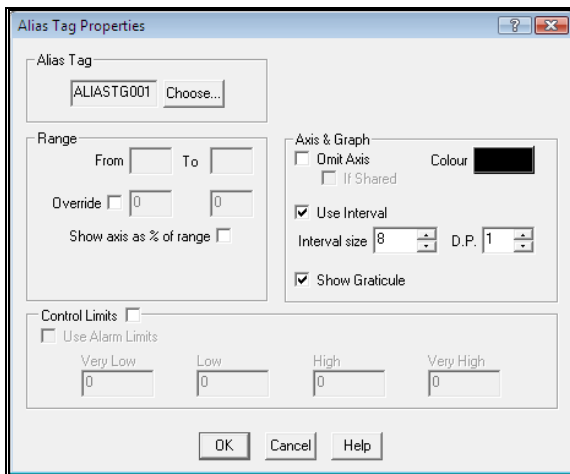 Alias Tag Properties
Alias Tag
ALIASTG001 Choose...
Range
From To
Override 0 0
Show axis as % of range
Axis & Graph
Omit Axis Colour
If Shared
Use Interval
Interval size 8 D.P. 1
Show Graticule
Control Limits
Use Alarm Limits
Very Low Low High Very High
0 0 0 0
OK Cancel Help